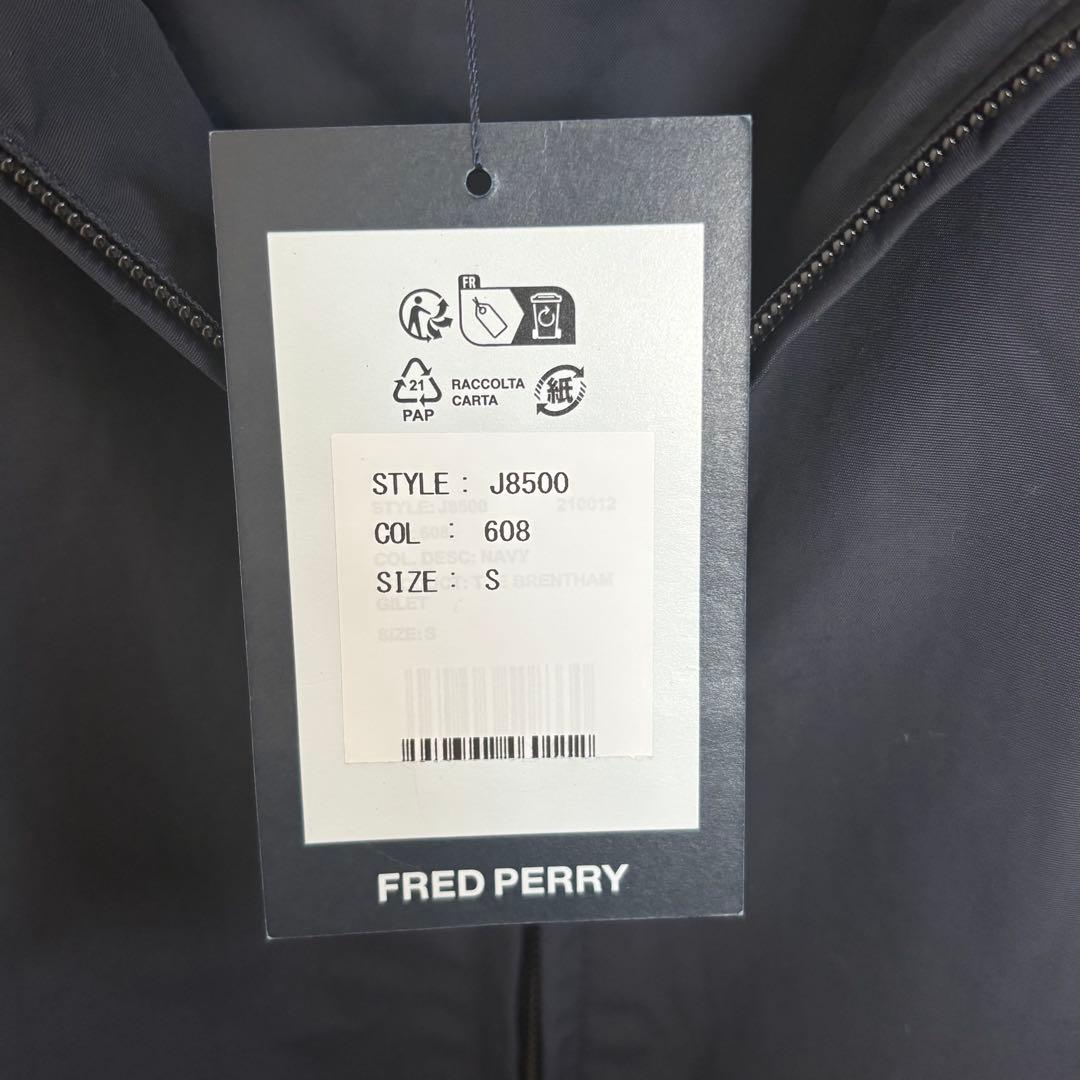 FR
21
PAP
RACCOLTA
CARTA
紙
STYLE : J8500
STYLE: J8500 210012
COL : 608
608
COL. DESC: NAVY
SIZE : S
BRENTHAM
GILET
SIZE: S
FRED PERRY